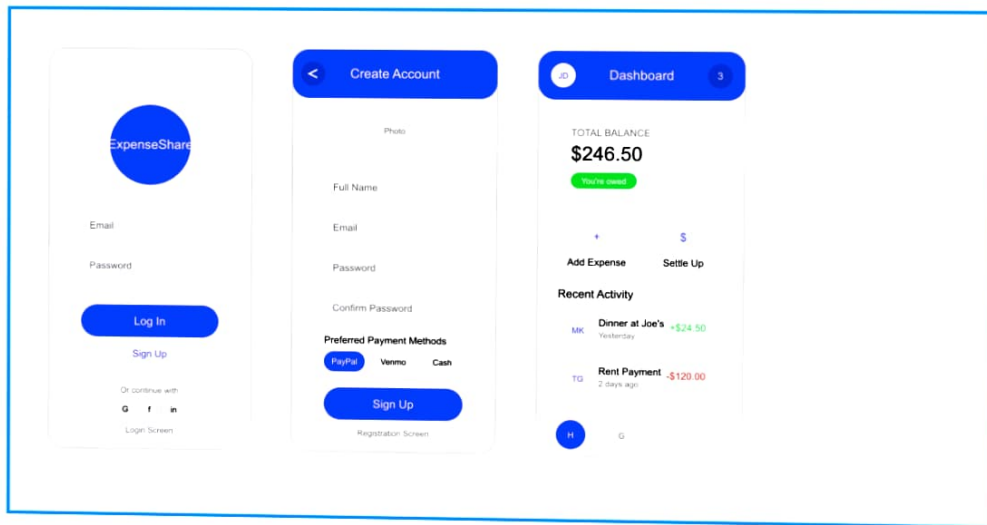 ExpenseShare
Email
Password
Log In
Sign Up
Or continue with
G f in
Login Screen
<
Create Account
Photo
Full Name
Email
Password
Confirm Password
Preferred Payment Methods
PayPal Venmo Cash
Sign Up
Registration Screen
JD Dashboard 3
TOTAL BALANCE
$246.50
You're owed
+ $
Add Expense Settle Up
Recent Activity
MK Dinner at Joe's +$24.50
Yesterday
TG Rent Payment -$120.00
2 days ago
H G